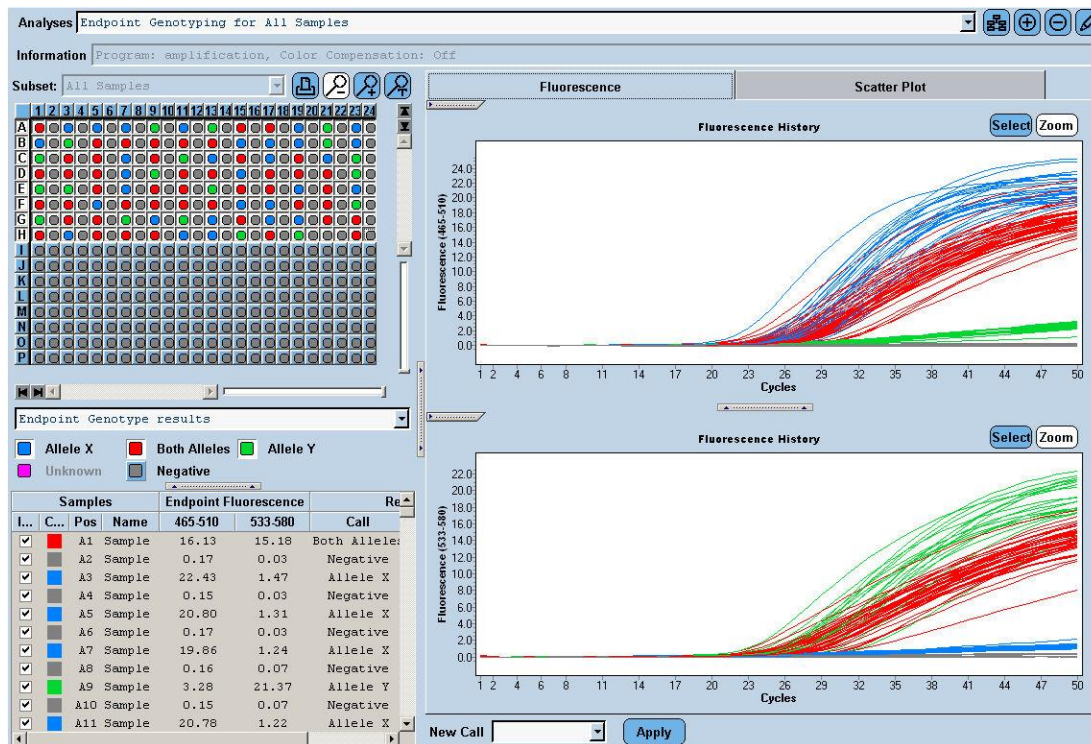 Analyses Endpoint Genotyping for All Samples
Information Program: amplification, Color Compensation: Off
Subset: All Samples
1 2 3 4 5 6 7 8 9 10 11 12 13 14 15 16 17 18 19 20 21 22 23 24
A
B
C
D
E
F
G
H
I
J
K
L
M
N
O
P
Endpoint Genotype results
Allele X Both Alleles Allele Y
Unknown Negative
Samples Endpoint Fluorescence Re
I... C... Pos Name 465-510 533-580 Call
A1 Sample 16.13 15.18 Both Alleles
A2 Sample 0.17 0.03 Negative
A3 Sample 22.43 1.47 Allele X
A4 Sample 0.15 0.03 Negative
A5 Sample 20.80 1.31 Allele X
A6 Sample 0.17 0.03 Negative
A7 Sample 19.86 1.24 Allele X
A8 Sample 0.16 0.07 Negative
A9 Sample 3.28 21.37 Allele Y
A10 Sample 0.15 0.07 Negative
A11 Sample 20.78 1.22 Allele X
Fluorescence Scatter Plot
Fluorescence History
Select Zoom
Fluorescence (465-510)
24.0
22.0
20.0
18.0
16.0
14.0
12.0
10.0
8.0
6.0
4.0
2.0
0.0
1 2 4 6 8 11 14 17 20 23 26 29 32 35 38 41 44 47 50
Cycles
Fluorescence History
Select Zoom
Fluorescence (533-580)
22.0
20.0
18.0
16.0
14.0
12.0
10.0
8.0
6.0
4.0
2.0
0.0
1 2 4 6 8 11 14 17 20 23 26 29 32 35 38 41 44 47 50
Cycles
New Call Apply